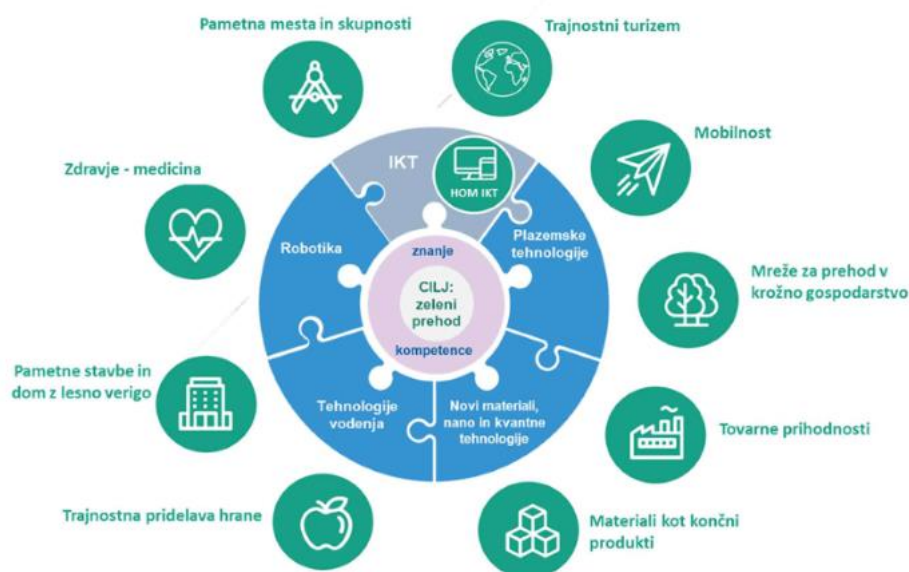 Pametna mesta in skupnosti
Trajnostni turizem
Mobilnost
Zdravje - medicina
IKT
HOM IKT
Robotika
Plazemske
tehnologije
znanje
CILJ:
zeleni
prehod
kompetence
Mreže za prehod v
krožno gospodarstvo
Pametne stavbe in
dom z lesno verigo
Tehnologije
vodenja
Novi materiali,
nano in kvantne
tehnologije
Tovarne prihodnosti
Trajnostna pridelava hrane
Materiali kot končni
produkti